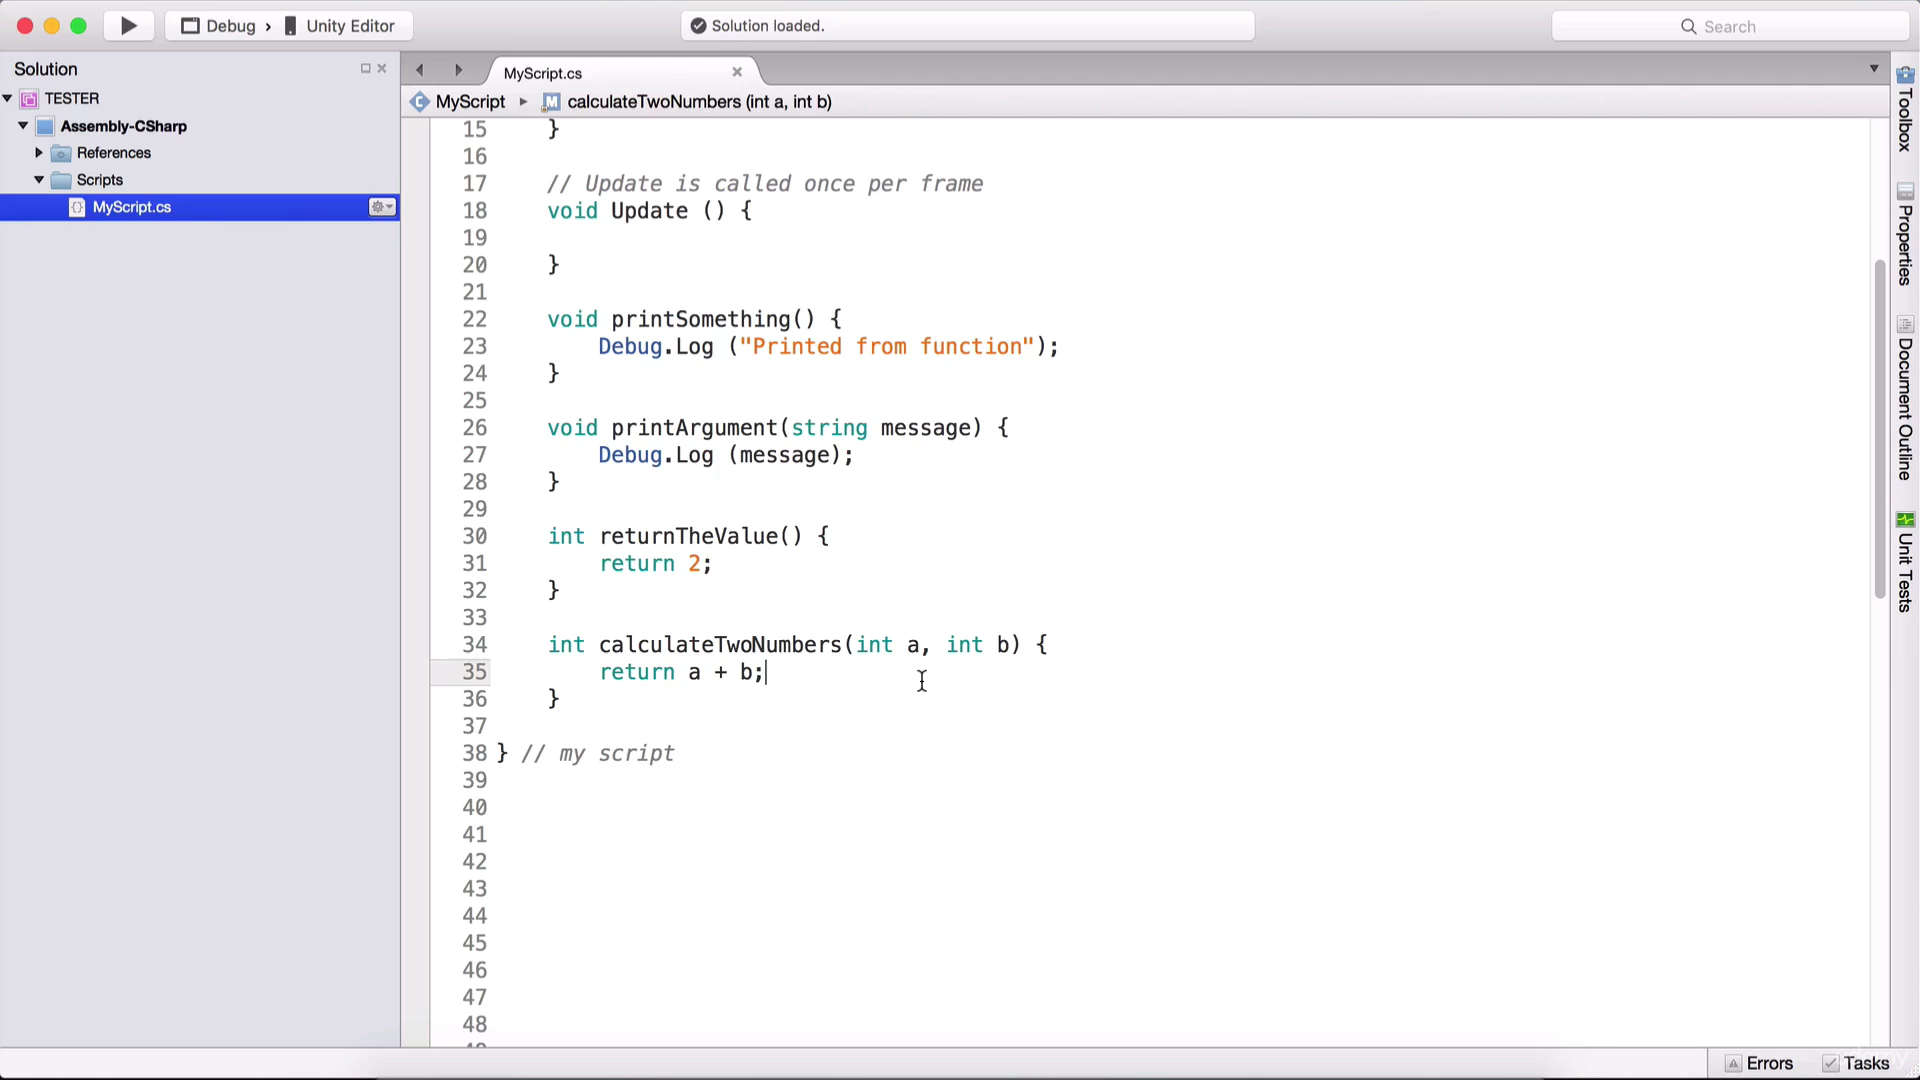 Debug › Unity Editor
Solution loaded.
Search
Solution
TESTER
Assembly-CSharp
References
Scripts
MyScript.cs
MyScript.cs
MyScript ▸ calculateTwoNumbers (int a, int b)
15 }
16
17 // Update is called once per frame
18 void Update () {
19
20 }
21
22 void printSomething() {
23 Debug.Log ("Printed from function");
24 }
25
26 void printArgument(string message) {
27 Debug.Log (message);
28 }
29
30 int returnTheValue() {
31 return 2;
32 }
33
34 int calculateTwoNumbers(int a, int b) {
35 return a + b;
36 }
37
38 } // my script
39
40
41
42
43
44
45
46
47
48
Toolbox
Properties
Document Outline
Unit Tests
Errors
Tasks